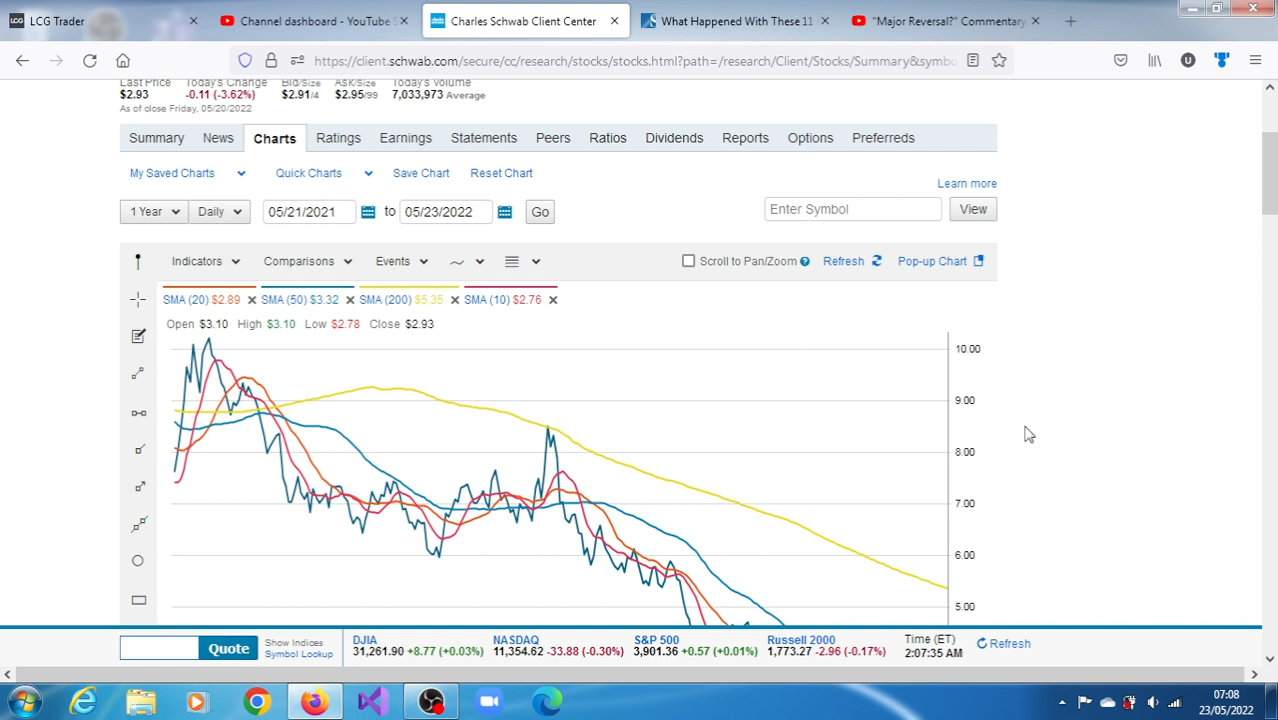 LCG Trader
Channel dashboard - YouTube S
Charles Schwab Client Center
What Happened With These 11
"Major Reversal?" Commentary
https://client.schwab.com/secure/cc/research/stocks/stocks.html?path=/research/Client/Stocks/Summary&symbo
Last Price Today's Change Bid/Size Ask/Size Today's Volume
$2.93 -0.11 (-3.62%) $2.91/4 $2.95/99 7,033,973 Average
As of close Friday, 05/20/2022
Summary News Charts Ratings Earnings Statements Peers Ratios Dividends Reports Options Preferreds
My Saved Charts Quick Charts Save Chart Reset Chart
Learn more
1 Year Daily 05/21/2021 to 05/23/2022 Go Enter Symbol View
Indicators Comparisons Events Scroll to Pan/Zoom Refresh Pop-up Chart
SMA (20) $2.89 SMA (50) $3.32 SMA (200) $5.35 SMA (10) $2.76
Open $3.10 High $3.10 Low $2.78 Close $2.93
10.00
9.00
8.00
7.00
6.00
5.00
Quote
Show Indices
Symbol Lookup
DJIA
31,261.90 +8.77 (+0.03%)
NASDAQ
11,354.62 -33.88 (-0.30%)
S&P 500
3,901.36 +0.57 (+0.01%)
Russell 2000
1,773.27 -2.96 (-0.17%)
Time (ET)
2:07:35 AM
Refresh
07:08
23/05/2022